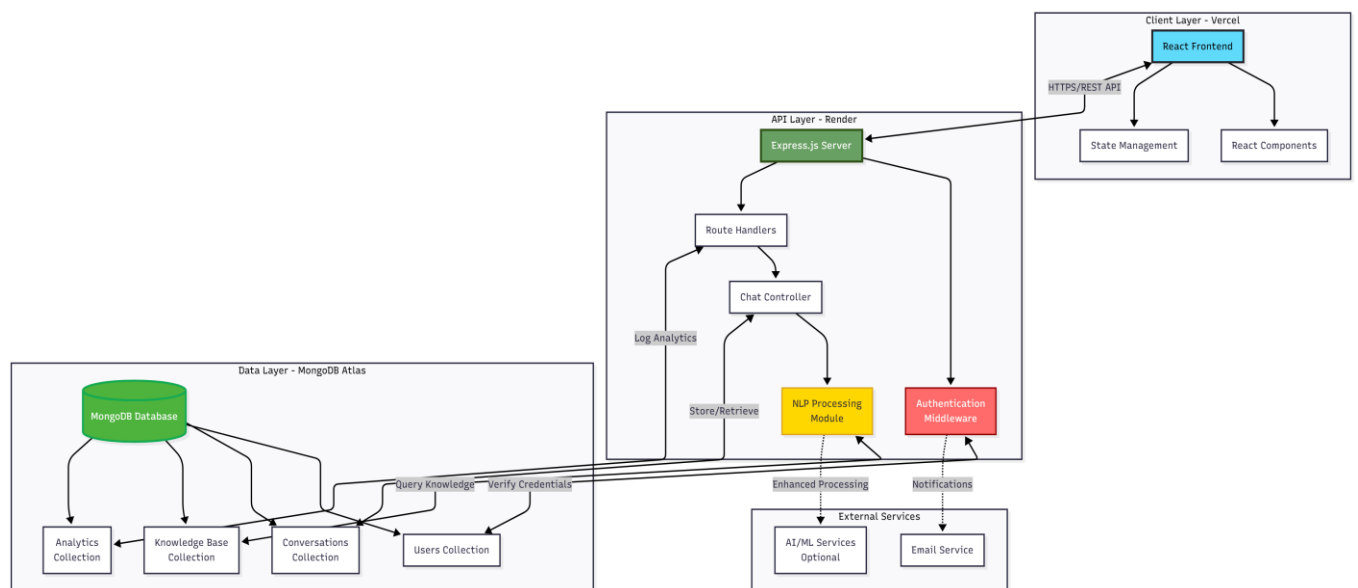 Client Layer - Vercel
React Frontend
HTTPS/REST API
State Management
React Components
API Layer - Render
Express.js Server
Route Handlers
Chat Controller
Log Analytics
Store/Retrieve
NLP Processing
Module
Authentication
Middleware
Data Layer - MongoDB Atlas
MongoDB Database
Query Knowledge
Verify Credentials
Enhanced Processing
Notifications
Analytics
Collection
Knowledge Base
Collection
Conversations
Collection
Users Collection
External Services
AI/ML Services
Optional
Email Service